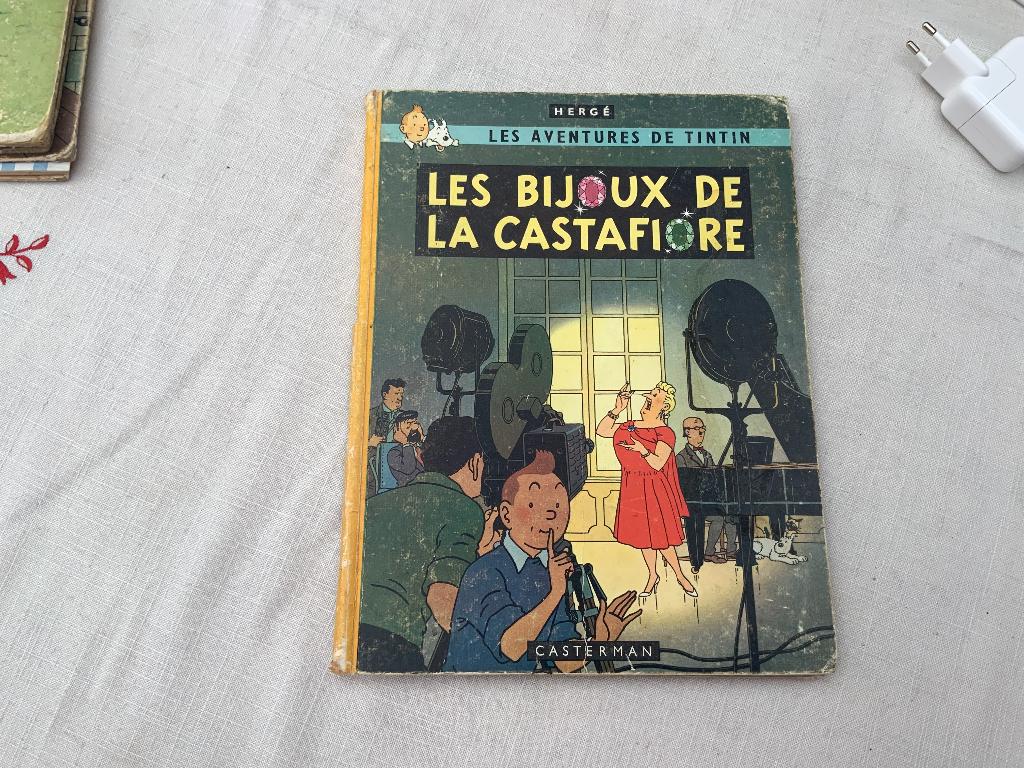 HERGÉ
LES AVENTURES DE TINTIN
LES BIJOUX DE
LA CASTAFIORE
CASTERMAN